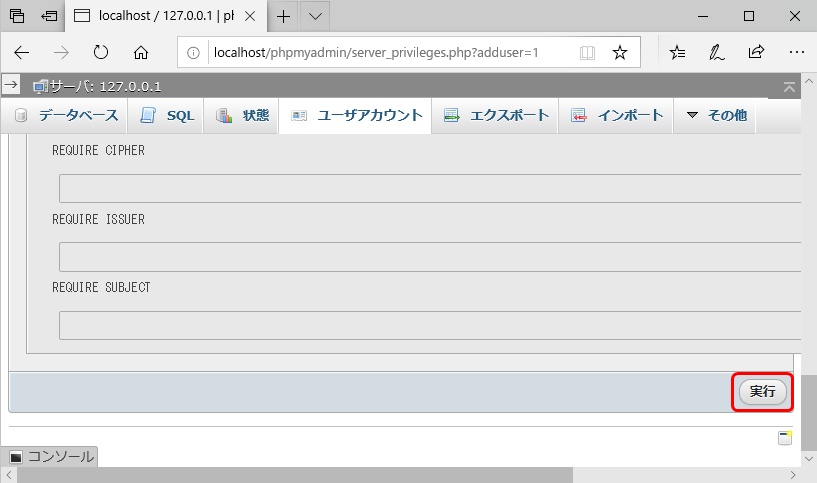 localhost / 127.0.0.1 | ph
localhost/phpmyadmin/server_privileges.php?adduser=1
サーバ: 127.0.0.1
データベース SQL 状態 ユーザアカウント エクスポート インポート その他
REQUIRE CIPHER
REQUIRE ISSUER
REQUIRE SUBJECT
実行
コンソール